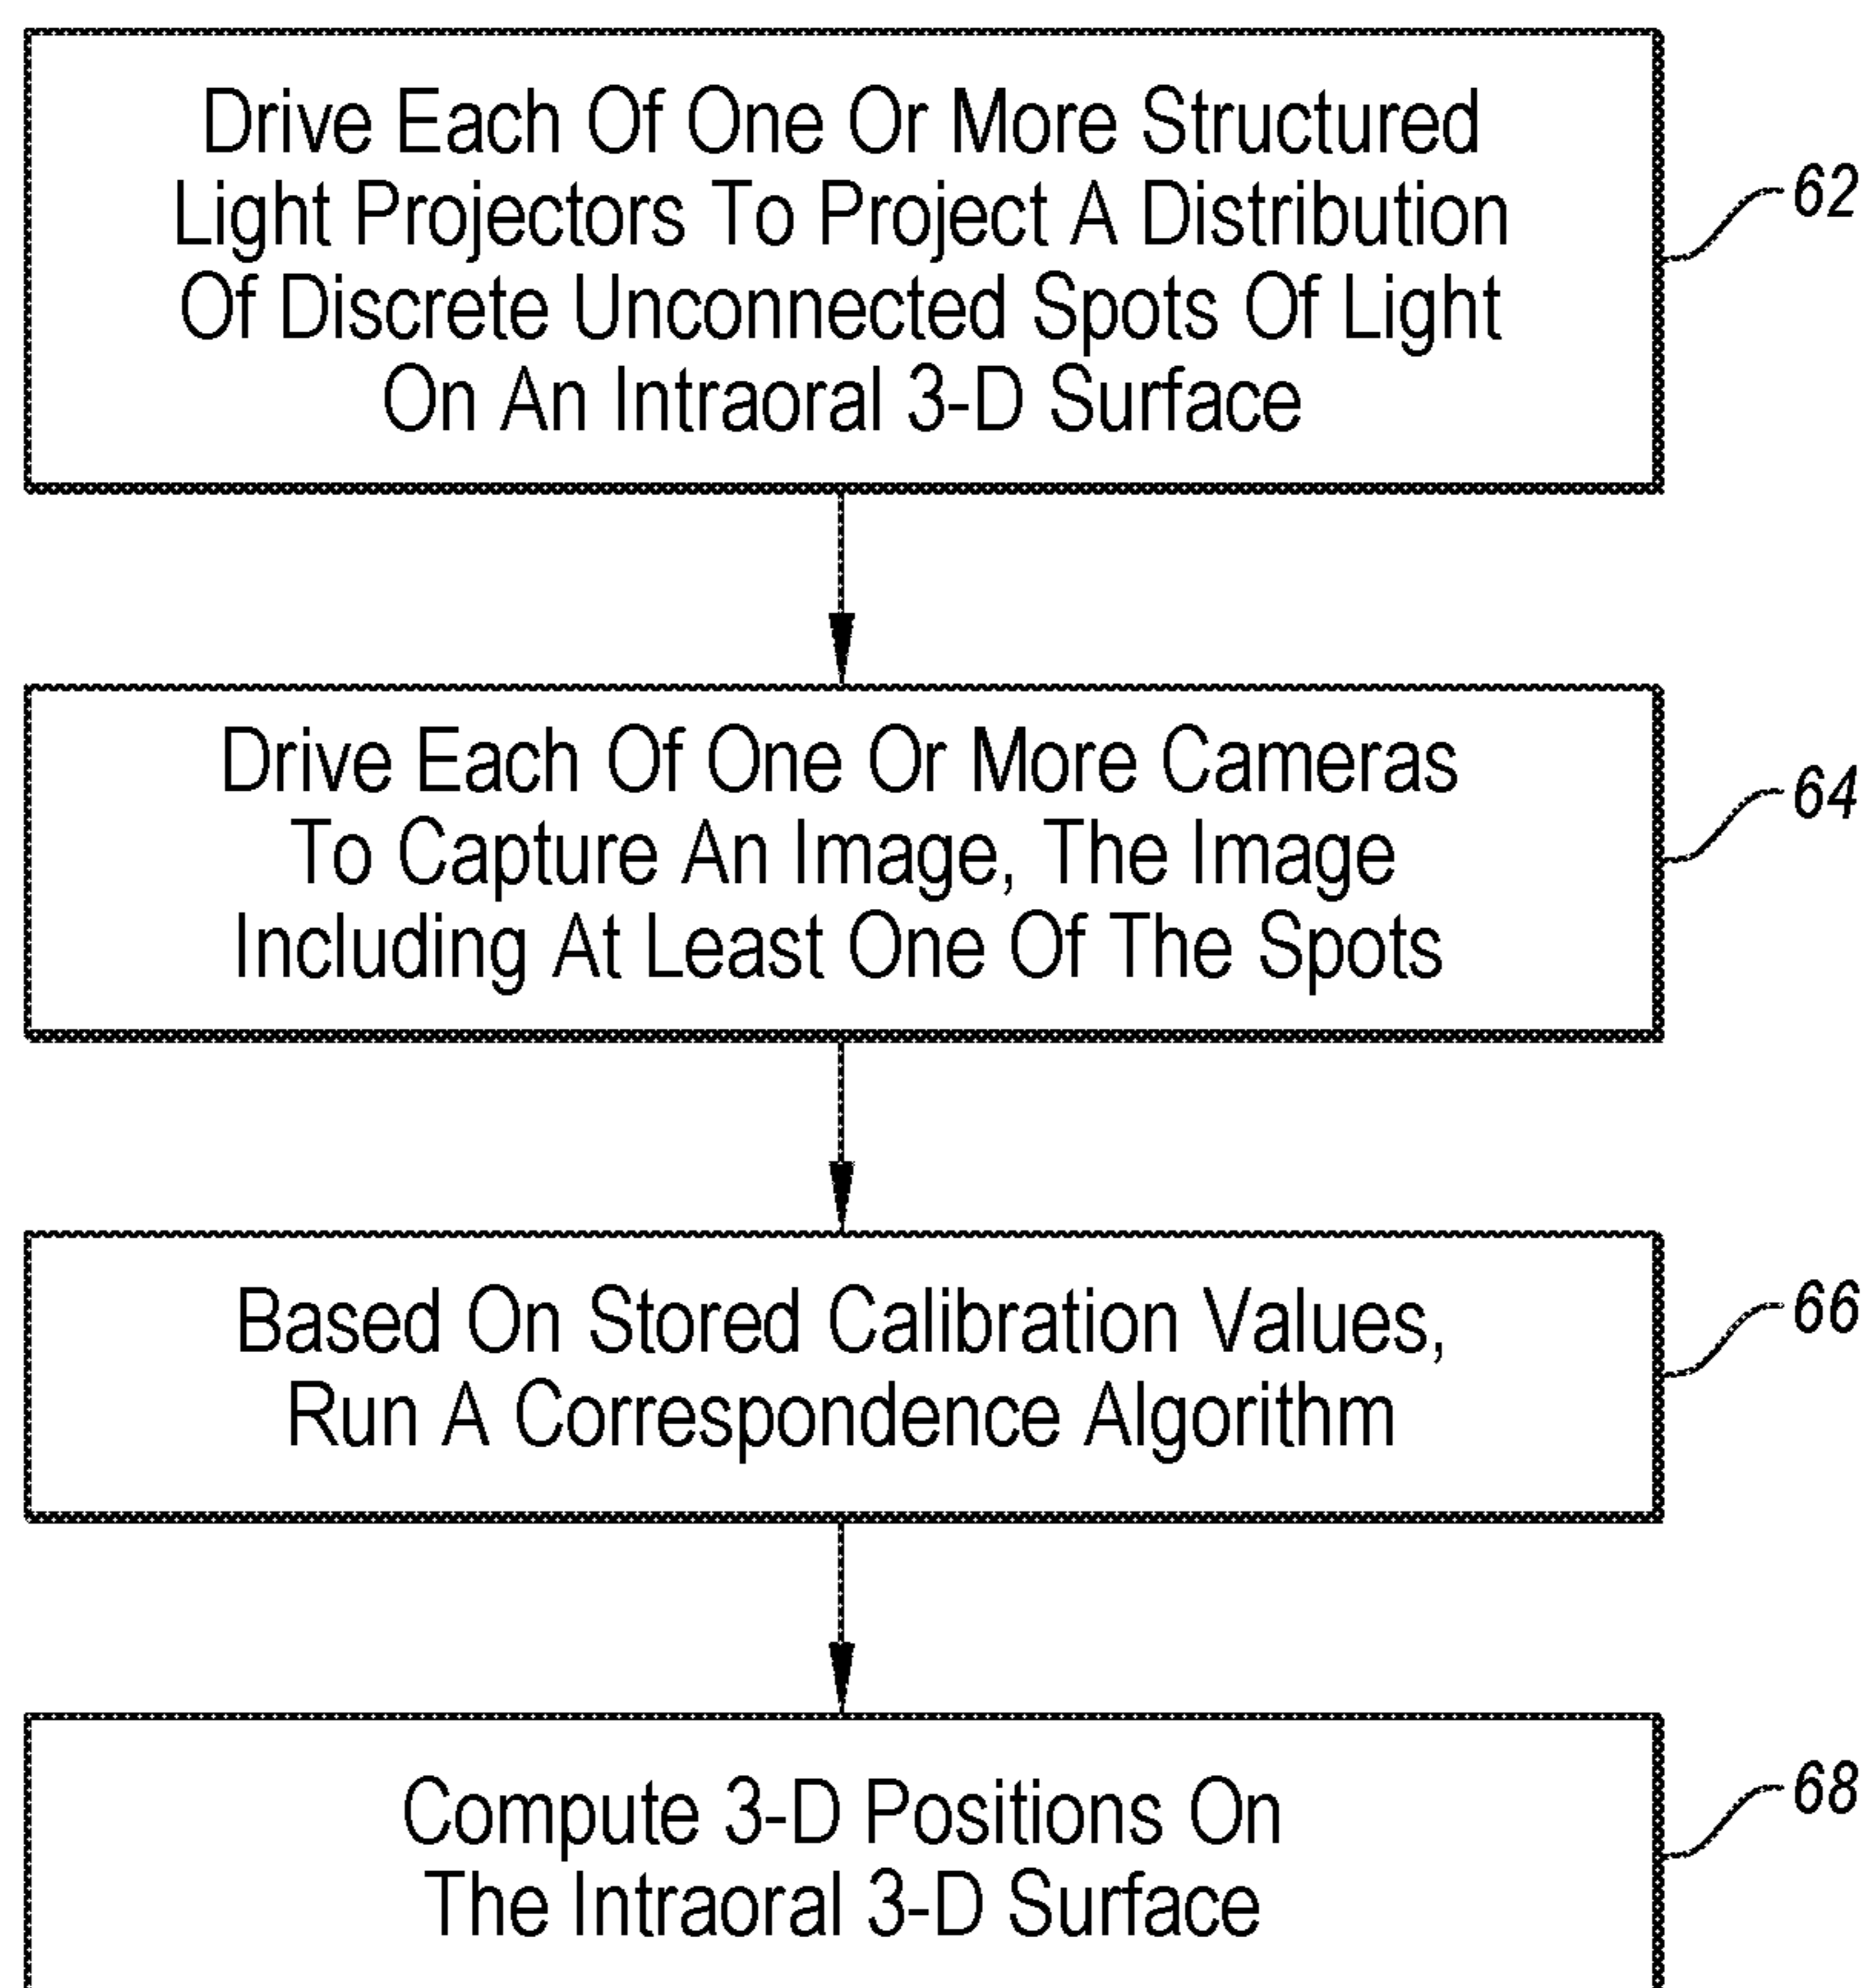 Drive Each Of One Or More Structured
Light Projectors To Project A Distribution
Of Discrete Unconnected Spots Of Light
On An Intraoral 3-D Surface
62
Drive Each Of One Or More Cameras
To Capture An Image, The Image
Including At Least One Of The Spots
64
Based On Stored Calibration Values,
Run A Correspondence Algorithm
66
Compute 3-D Positions On
The Intraoral 3-D Surface
68